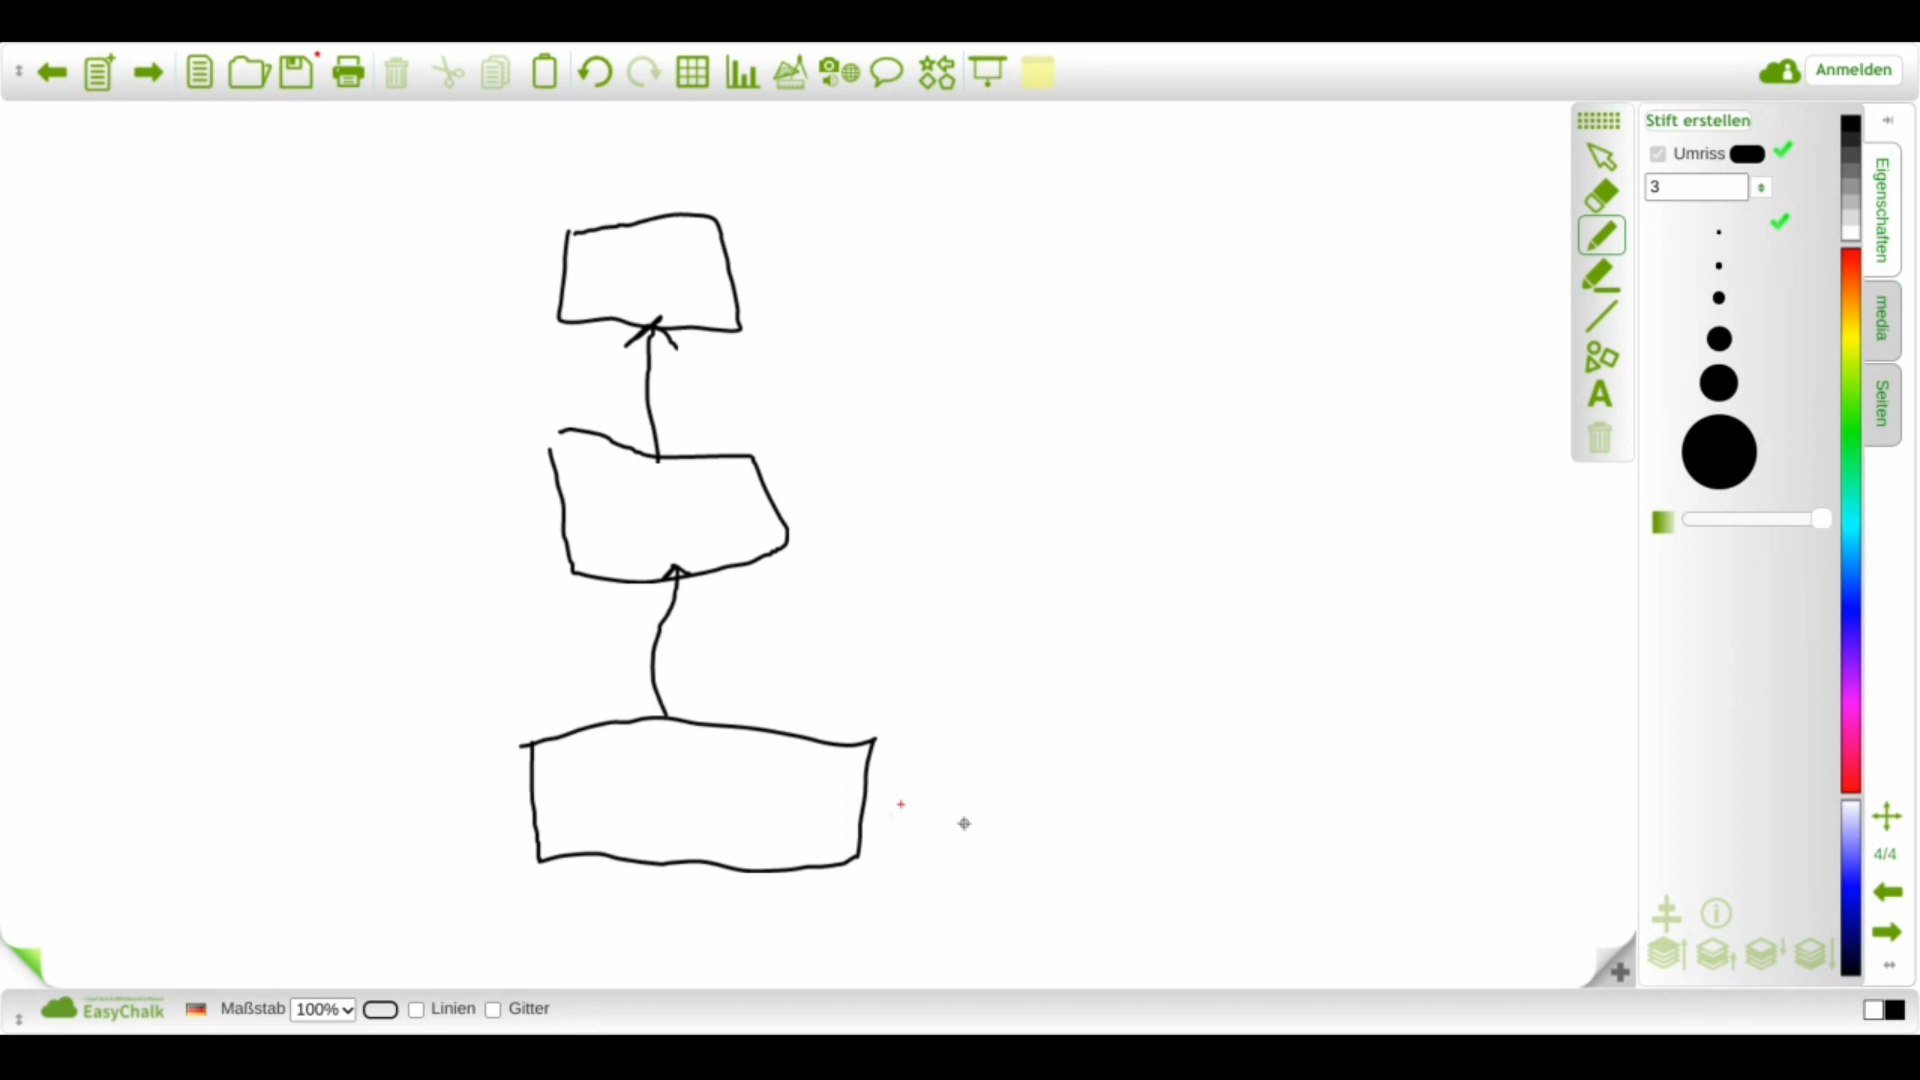 Anmelden
Stift erstellen
Umriss
3
Eigenschaften
media
Seiten
A
4/4
EasyChalk
Maßstab 100% Linien Gitter